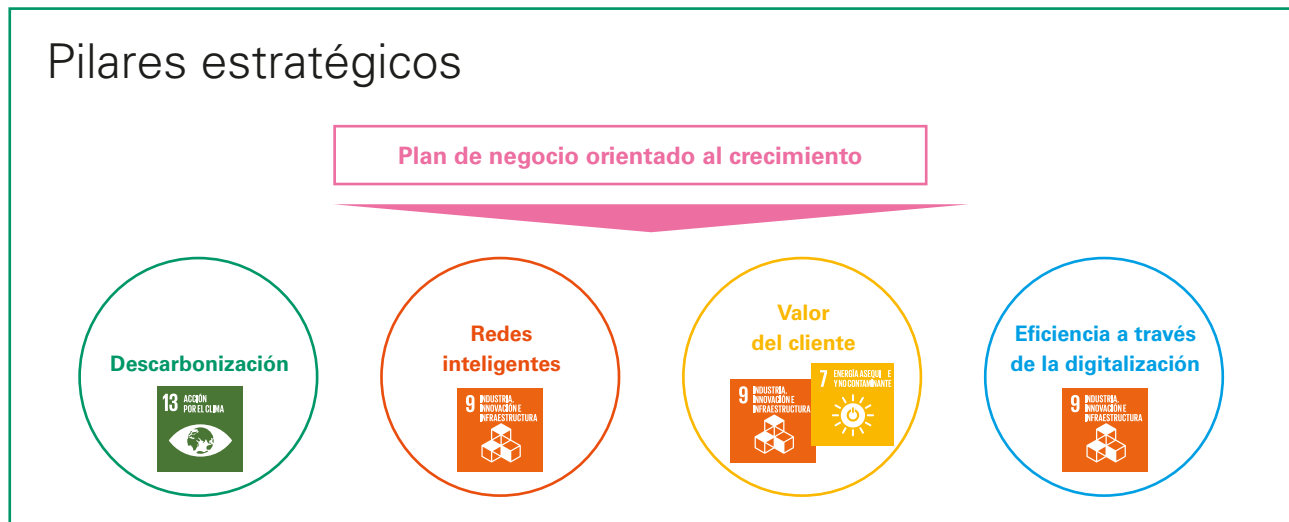 Pilares estratégicos
Plan de negocio orientado al crecimiento
Descarbonización
13 ACCIÓN
POR EL CLIMA
Redes
inteligentes
9 INDUSTRIA,
INNOVACIÓN E
INFRAESTRUCTURA
Valor
del cliente
9 INDUSTRIA,
INNOVACIÓN E
INFRAESTRUCTURA
7 ENERGÍA ASEQUI E
Y NO CONTAMINANTE
Eficiencia a través
de la digitalización
9 INDUSTRIA,
INNOVACIÓN E
INFRAESTRUCTURA